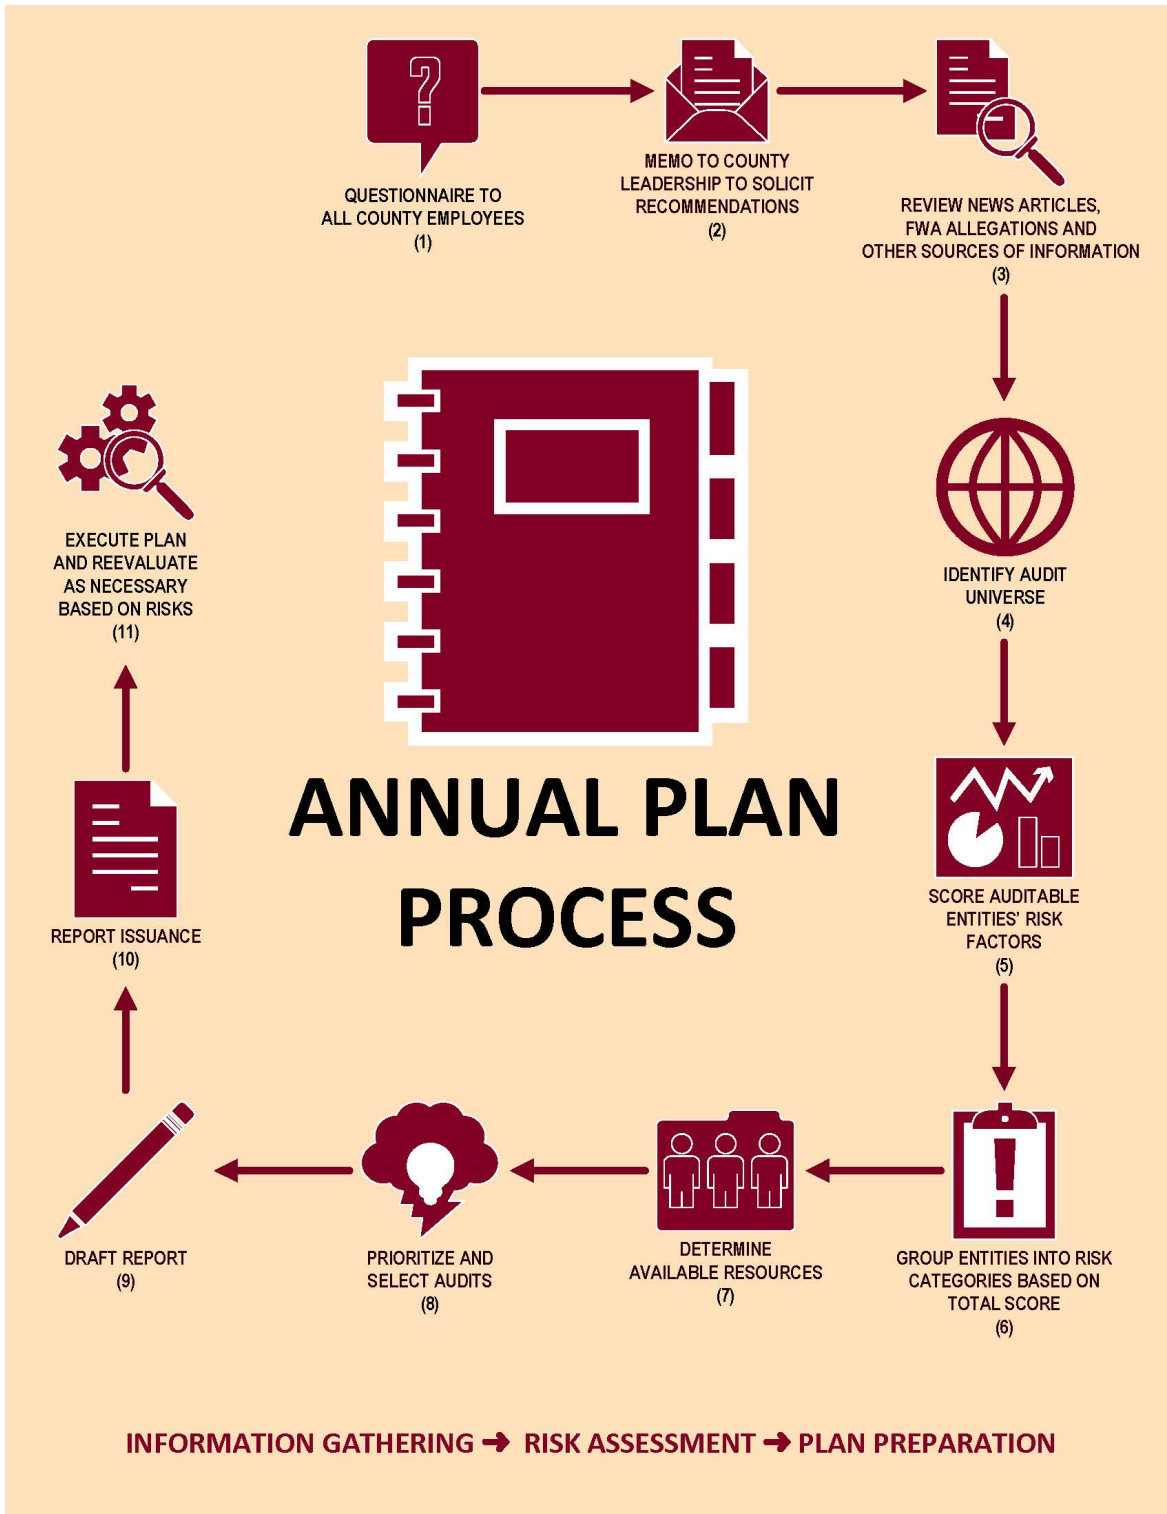 QUESTIONNAIRE TO
ALL COUNTY EMPLOYEES
(1)
MEMO TO COUNTY
LEADERSHIP TO SOLICIT
RECOMMENDATIONS
(2)
REVIEW NEWS ARTICLES,
FWA ALLEGATIONS AND
OTHER SOURCES OF INFORMATION
(3)
IDENTIFY AUDIT
UNIVERSE
(4)
SCORE AUDITABLE
ENTITIES’ RISK
FACTORS
(5)
GROUP ENTITIES INTO RISK
CATEGORIES BASED ON
TOTAL SCORE
(6)
DETERMINE
AVAILABLE RESOURCES
(7)
PRIORITIZE AND
SELECT AUDITS
(8)
DRAFT REPORT
(9)
REPORT ISSUANCE
(10)
EXECUTE PLAN
AND REEVALUATE
AS NECESSARY
BASED ON RISKS
(11)
ANNUAL PLAN
PROCESS
INFORMATION GATHERING ➔ RISK ASSESSMENT ➔ PLAN PREPARATION